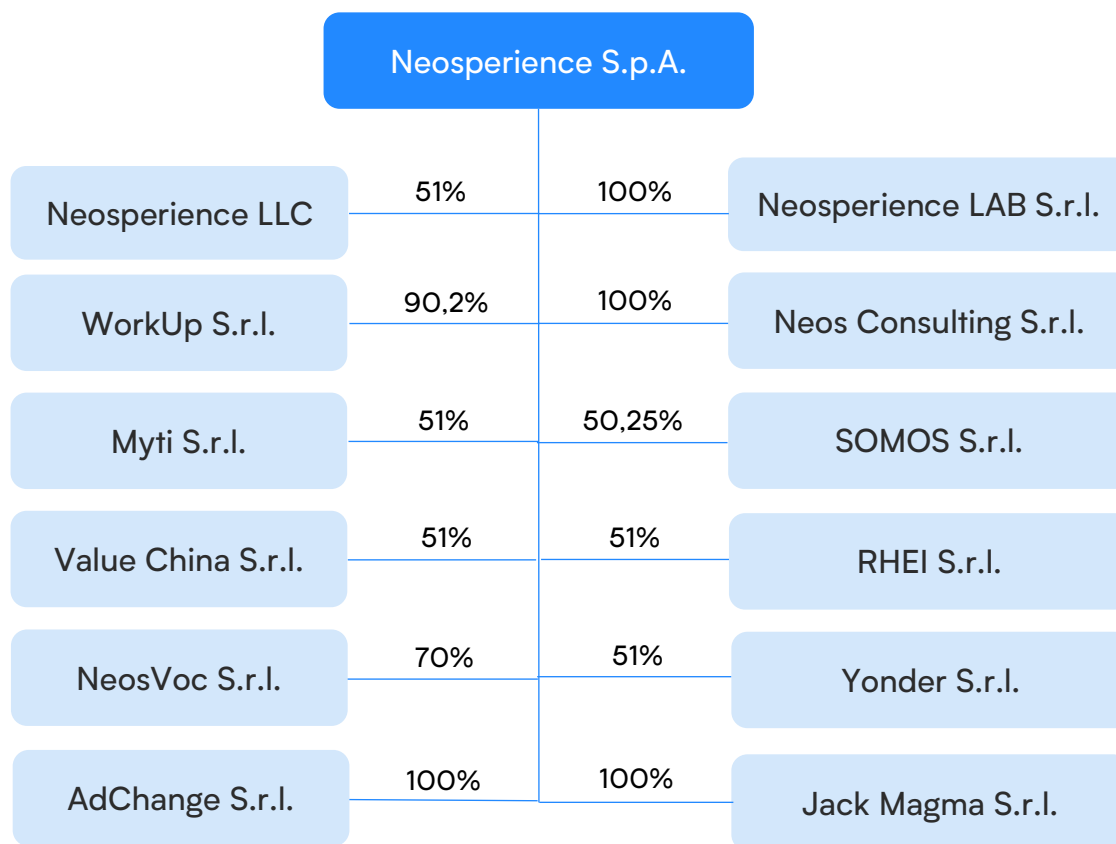 Neosperience S.p.A.
Neosperience LLC
51%
100%
Neosperience LAB S.r.l.
WorkUp S.r.l.
90,2%
100%
Neos Consulting S.r.l.
Myti S.r.l.
51%
50,25%
SOMOS S.r.l.
Value China S.r.l.
51%
51%
RHEI S.r.l.
NeosVoc S.r.l.
70%
51%
Yonder S.r.l.
AdChange S.r.l.
100%
100%
Jack Magma S.r.l.